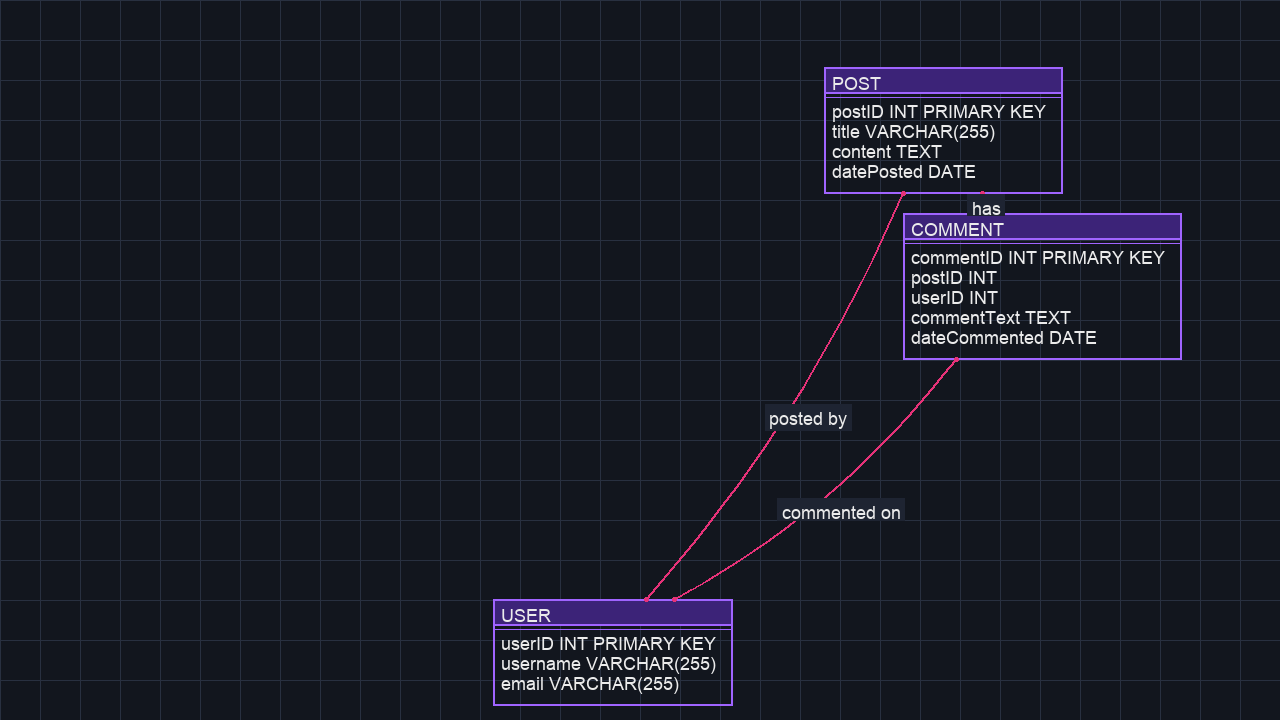 POST
postID INT PRIMARY KEY
title VARCHAR(255)
content TEXT
datePosted DATE
has
COMMENT
commentID INT PRIMARY KEY
postID INT
userID INT
commentText TEXT
dateCommented DATE
posted by
commented on
USER
userID INT PRIMARY KEY
username VARCHAR(255)
email VARCHAR(255)